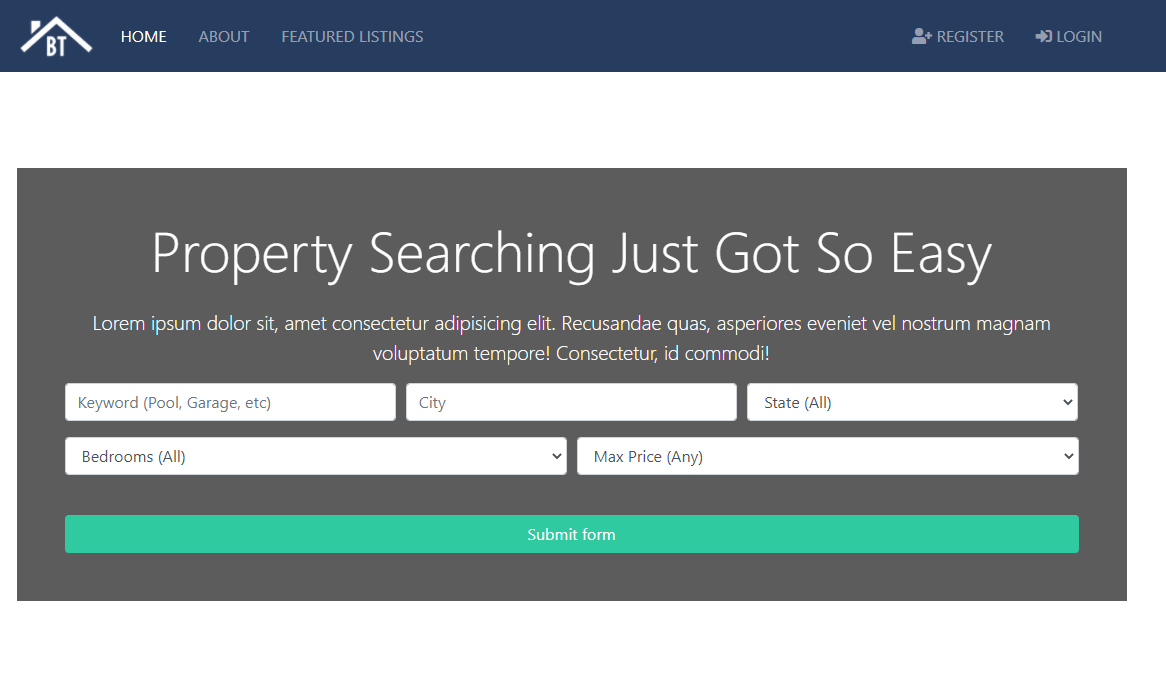 BT
HOME ABOUT FEATURED LISTINGS REGISTER LOGIN
Property Searching Just Got So Easy
Lorem ipsum dolor sit, amet consectetur adipisicing elit. Recusandae quas, asperiores eveniet vel nostrum magnam
voluptatum tempore! Consectetur, id commodi!
Keyword (Pool, Garage, etc) City State (All)
Bedrooms (All) Max Price (Any)
Submit form